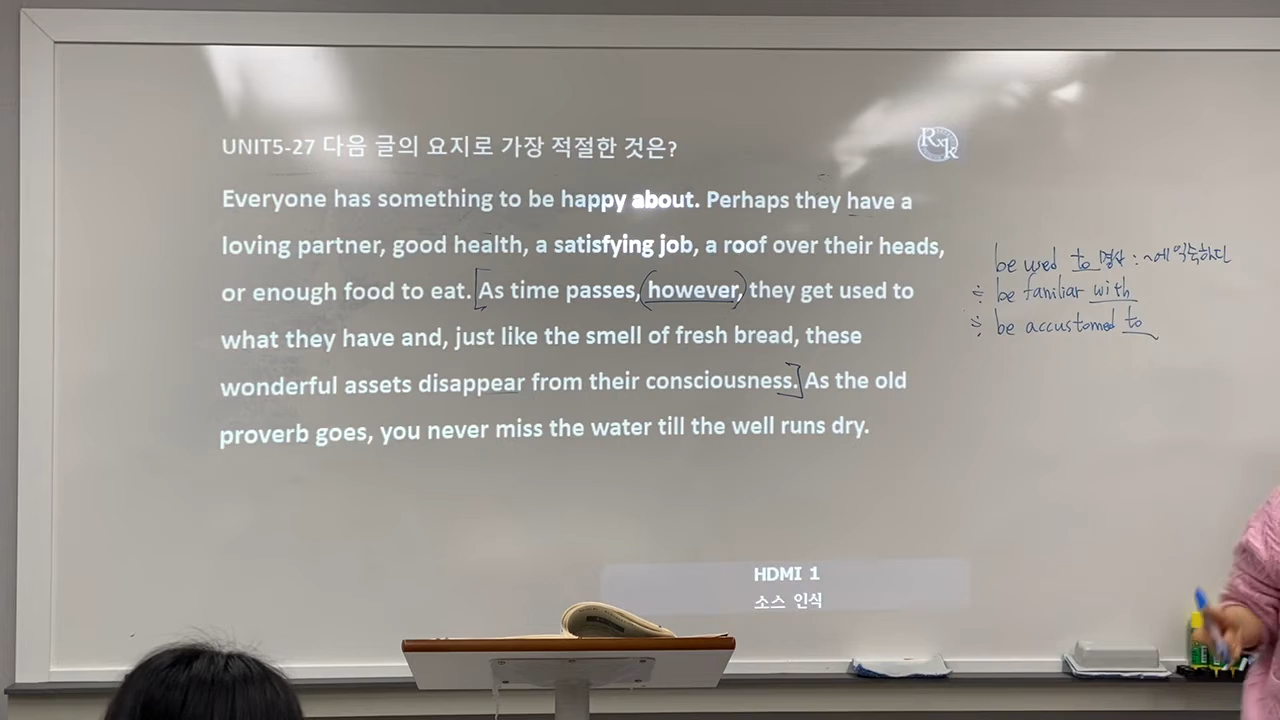 UNIT5-27 다음 글의 요지로 가장 적절한 것은?
Rxk
Everyone has something to be happy about. Perhaps they have a
loving partner, good health, a satisfying job, a roof over their heads,
or enough food to eat. [As time passes, (however,) they get used to
what they have and, just like the smell of fresh bread, these
wonderful assets disappear from their consciousness.] As the old
proverb goes, you never miss the water till the well runs dry.
be used to 명사 : ~에 익숙하다
≒ be familiar with
≒ be accustomed to
HDMI 1
소스 인식